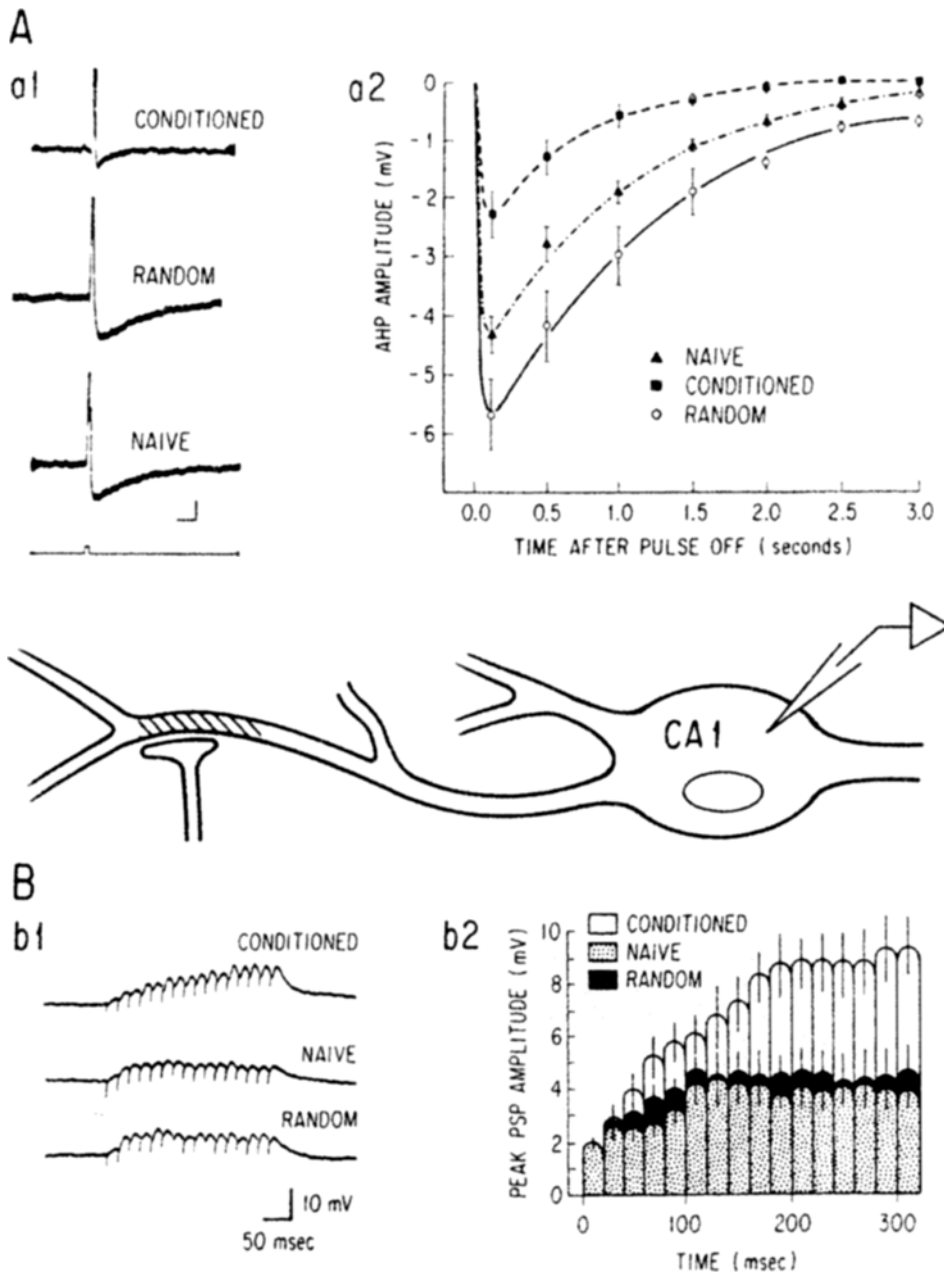 A
a1
CONDITIONED
RANDOM
NAIVE
a2
AHP AMPLITUDE (mV)
0
-1
-2
-3
-4
-5
-6
NAIVE
CONDITIONED
RANDOM
0.0 0.5 1.0 1.5 2.0 2.5 3.0
TIME AFTER PULSE OFF (seconds)
CA1
B
b1
CONDITIONED
NAIVE
RANDOM
10 mV
50 msec
b2
CONDITIONED
NAIVE
RANDOM
PEAK PSP AMPLITUDE (mV)
10
8
6
4
2
0
0 100 200 300
TIME (msec)